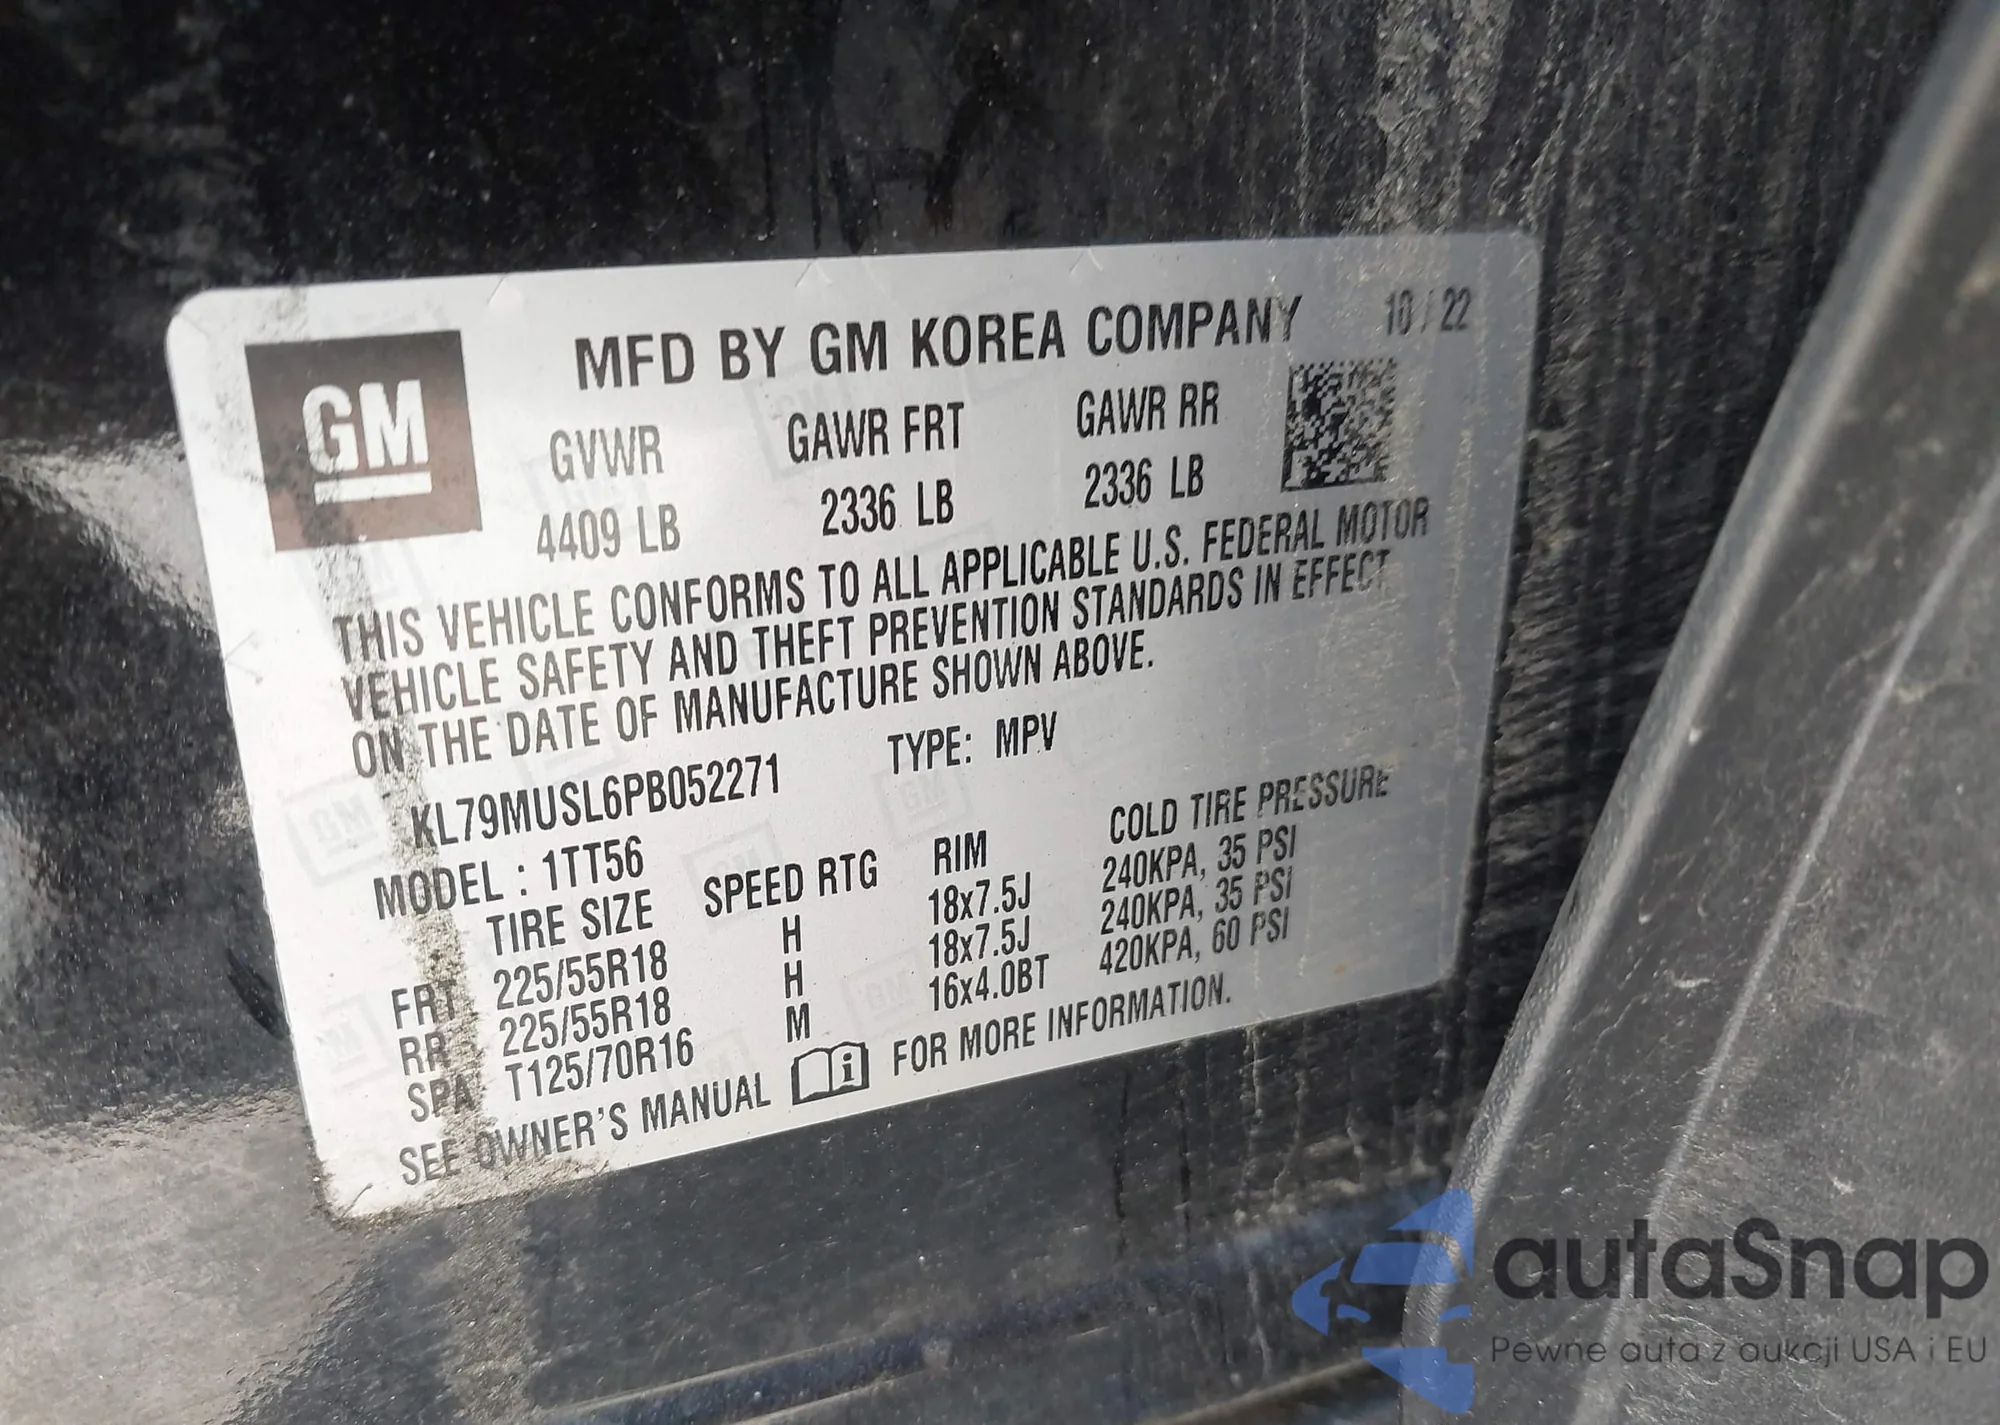 GM
MFD BY GM KOREA COMPANY 10/22
GVWR GAWR FRT GAWR RR
4409 LB 2336 LB 2336 LB
THIS VEHICLE CONFORMS TO ALL APPLICABLE U.S. FEDERAL MOTOR
VEHICLE SAFETY AND THEFT PREVENTION STANDARDS IN EFFECT
ON THE DATE OF MANUFACTURE SHOWN ABOVE.
KL79MUSL6PB052271 TYPE: MPV
MODEL : 1TT56
TIRE SIZE SPEED RTG RIM COLD TIRE PRESSURE
FRT 225/55R18 H 18x7.5J 240KPA, 35 PSI
RR 225/55R18 H 18x7.5J 240KPA, 35 PSI
SPA T125/70R16 M 16x4.0BT 420KPA, 60 PSI
SEE OWNER'S MANUAL i FOR MORE INFORMATION.
autaSnap
Pewne auta z aukcji USA i EU